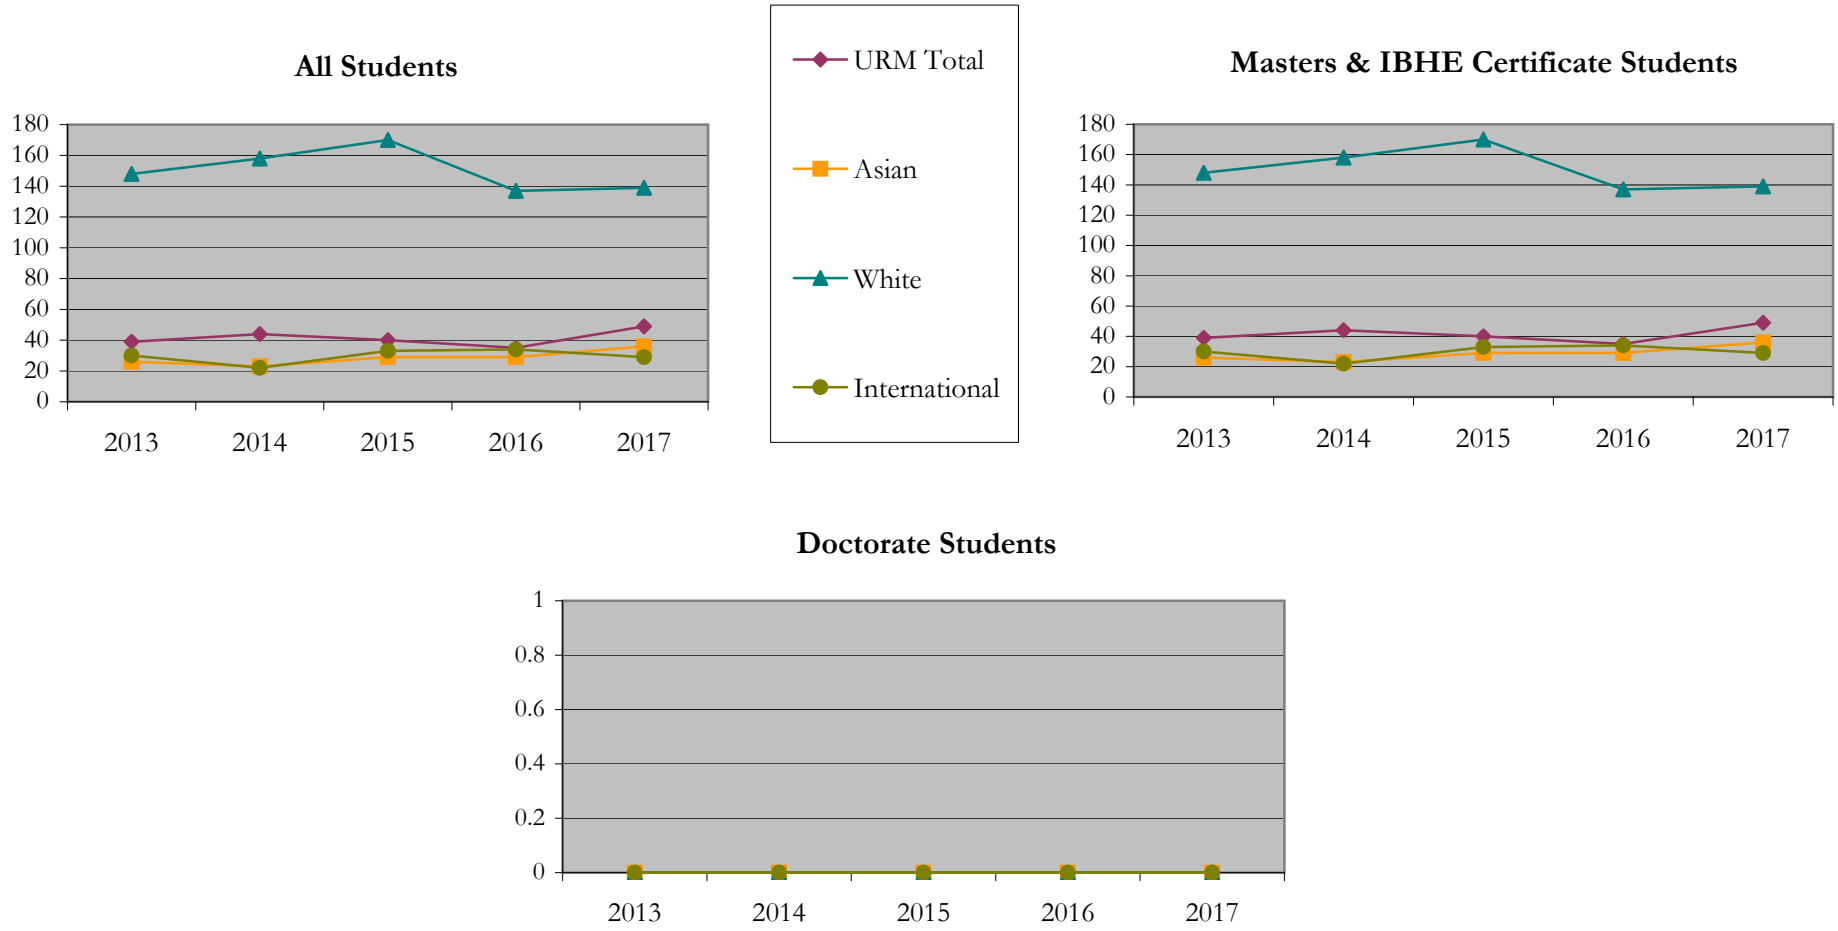 All Students
180
160
140
120
100
80
60
40
20
0
2013 2014 2015 2016 2017
URM Total
Asian
White
International
Masters & IBHE Certificate Students
180
160
140
120
100
80
60
40
20
0
2013 2014 2015 2016 2017
Doctorate Students
1
0.8
0.6
0.4
0.2
0
2013 2014 2015 2016 2017